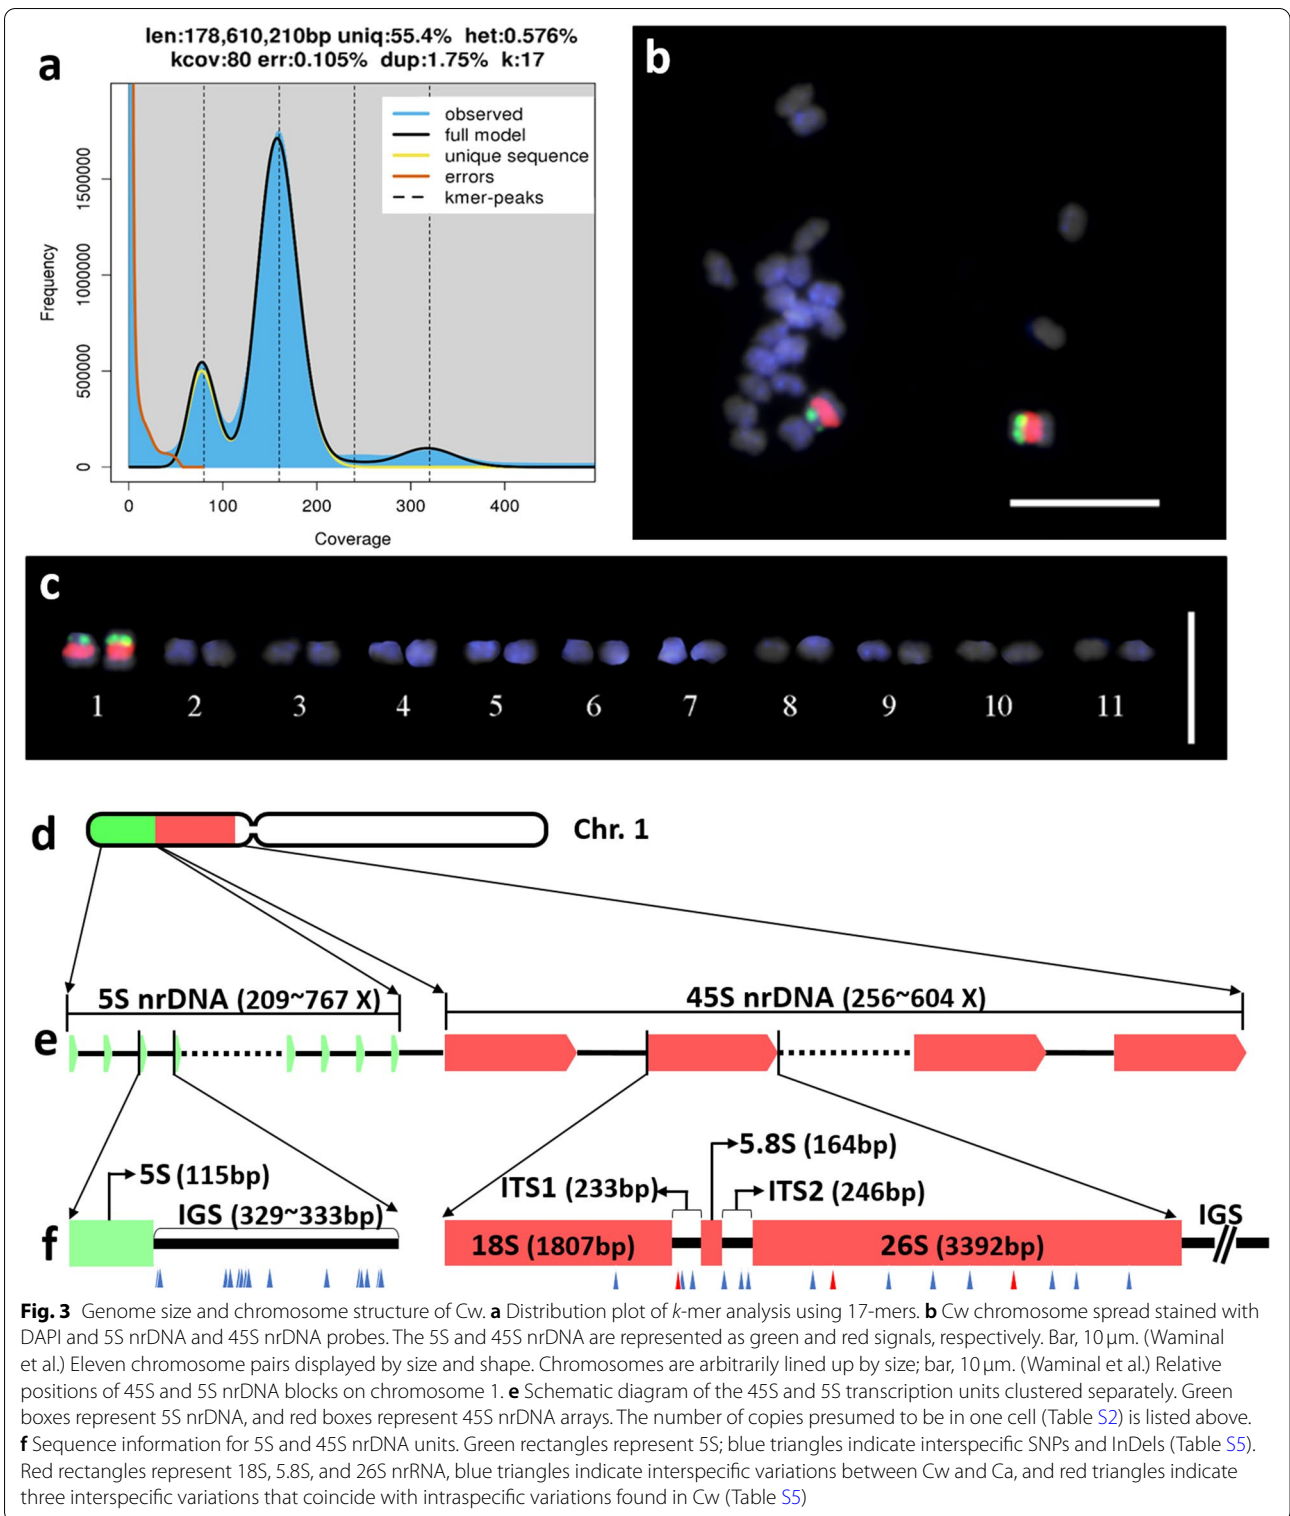 len:178,610,210bp uniq:55.4% het:0.576%
kcov:80 err:0.105% dup:1.75% k:17
a
observed
full model
unique sequence
errors
kmer-peaks
Frequency
0
500000
1000000
1500000
0 100 200 300 400
Coverage
b
c
1 2 3 4 5 6 7 8 9 10 11
d
Chr. 1
5S nrDNA (209~767 X)
45S nrDNA (256~604 X)
e
5S (115bp)
IGS (329~333bp)
5.8S (164bp)
ITS1 (233bp)
ITS2 (246bp)
IGS
f
18S (1807bp)
26S (3392bp)
Fig. 3 Genome size and chromosome structure of Cw. a Distribution plot of k-mer analysis using 17-mers. b Cw chromosome spread stained with
DAPI and 5S nrDNA and 45S nrDNA probes. The 5S and 45S nrDNA are represented as green and red signals, respectively. Bar, 10 μm. (Waminal
et al.) Eleven chromosome pairs displayed by size and shape. Chromosomes are arbitrarily lined up by size; bar, 10 μm. (Waminal et al.) Relative
positions of 45S and 5S nrDNA blocks on chromosome 1. e Schematic diagram of the 45S and 5S transcription units clustered separately. Green
boxes represent 5S nrDNA, and red boxes represent 45S nrDNA arrays. The number of copies presumed to be in one cell (Table S2) is listed above.
f Sequence information for 5S and 45S nrDNA units. Green rectangles represent 5S; blue triangles indicate interspecific SNPs and InDels (Table S5).
Red rectangles represent 18S, 5.8S, and 26S nrRNA, blue triangles indicate interspecific variations between Cw and Ca, and red triangles indicate
three interspecific variations that coincide with intraspecific variations found in Cw (Table S5)